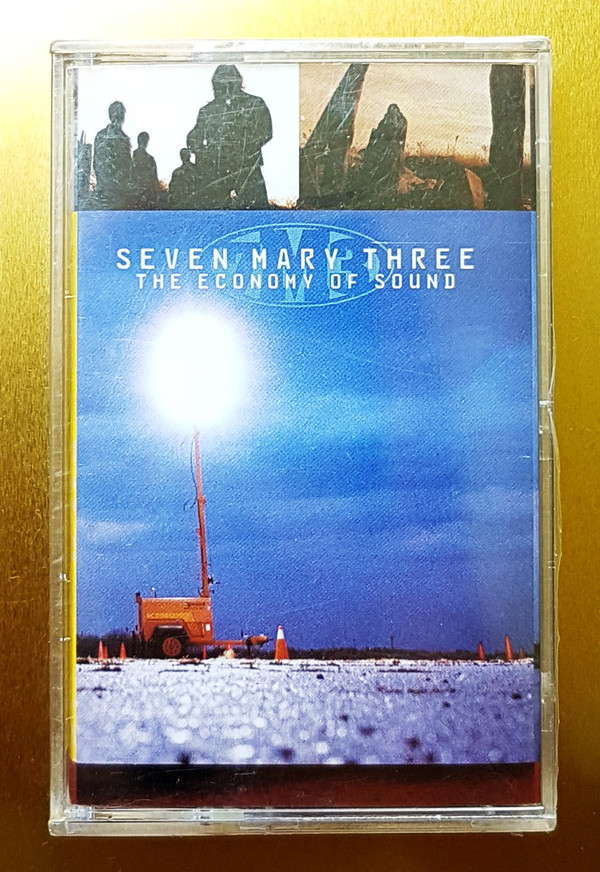 SEVEN MARY THREE
THE ECONOMY OF SOUND